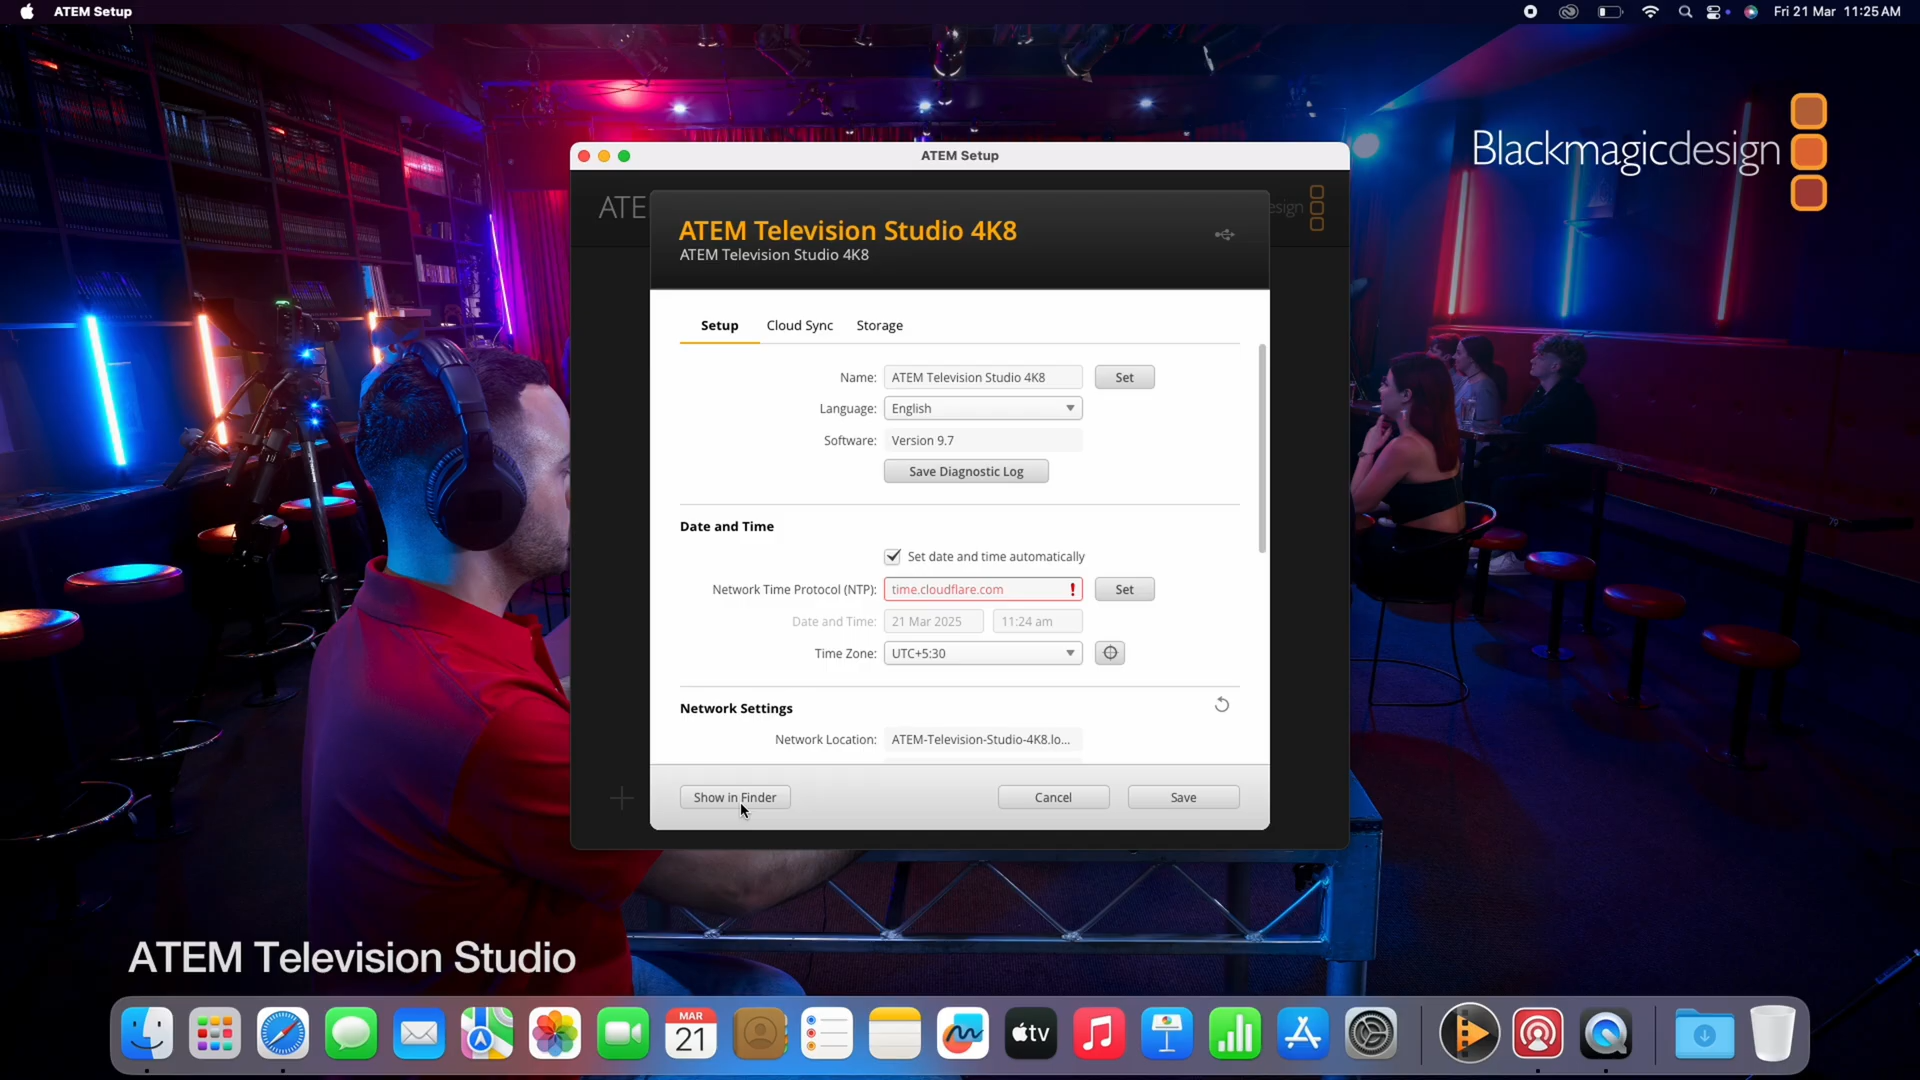 ATEM Setup
Fri 21 Mar 11:25 AM
Blackmagicdesign
ATEM Setup
ATE
esign
ATEM Television Studio 4K8
ATEM Television Studio 4K8
Setup Cloud Sync Storage
Name: ATEM Television Studio 4K8 Set
Language: English
Software: Version 9.7
Save Diagnostic Log
Date and Time
Set date and time automatically
Network Time Protocol (NTP): time.cloudflare.com ! Set
Date and Time: 21 Mar 2025 11:24 am
Time Zone: UTC+5:30
Network Settings
Network Location: ATEM-Television-Studio-4K8.lo...
Show in Finder Cancel Save
ATEM Television Studio
MAR
21
tv